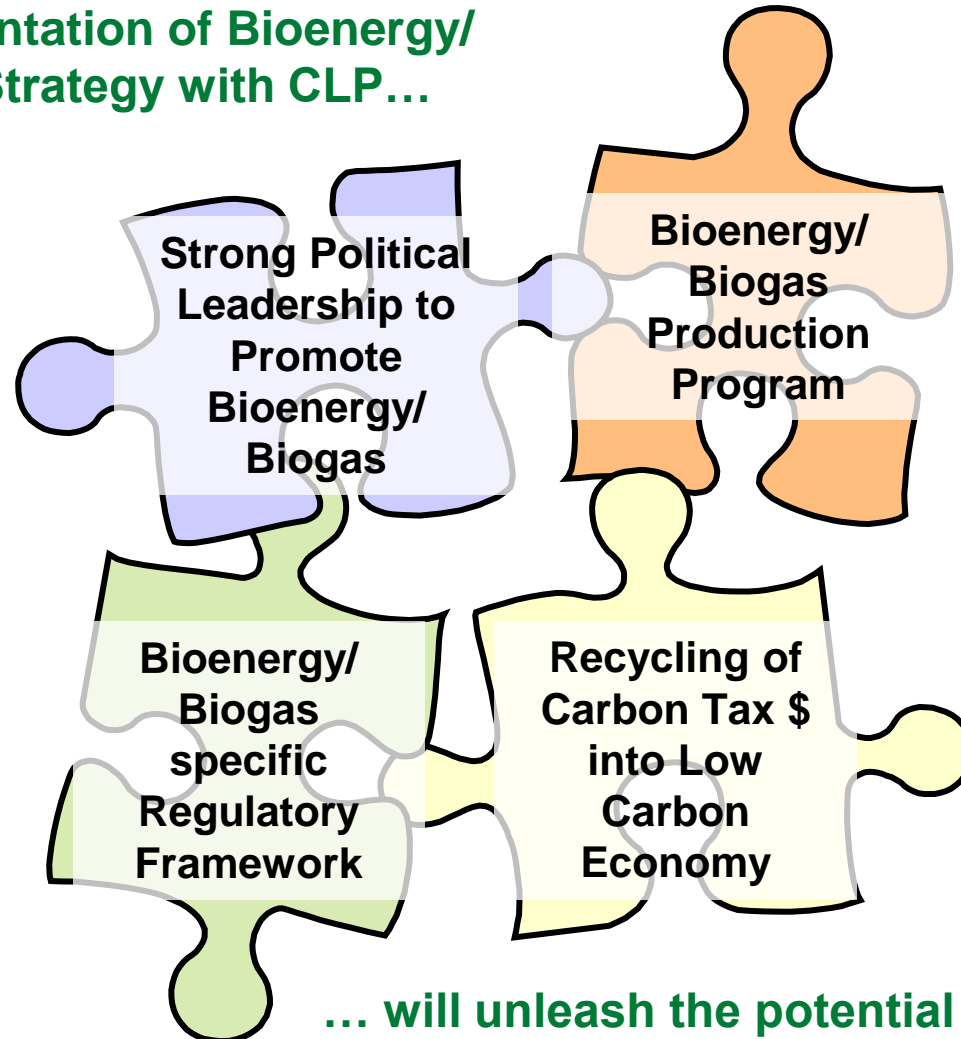 ntation of Bioenergy/
Strategy with CLP…
Strong Political
Leadership to
Promote
Bioenergy/
Biogas
Bioenergy/
Biogas
Production
Program
Bioenergy/
Biogas
specific
Regulatory
Framework
Recycling of
Carbon Tax $
into Low
Carbon
Economy
… will unleash the potential